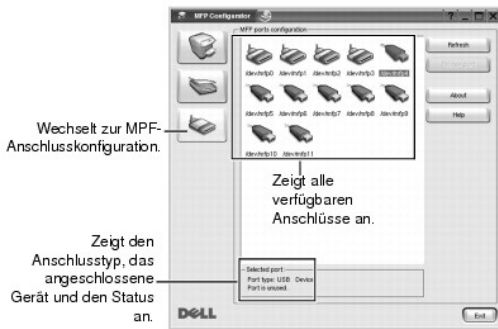 MFP Configurator
MFP ports configuration
/dev/mfp0 /dev/mfp1 /dev/mfp2 /dev/mfp3 /dev/mfp4
/dev/mfp5 /dev/mfp6 /dev/mfp7 /dev/mfp8 /dev/mfp9
/dev/mfp10 /dev/mfp11
Refresh
About
Help
Wechselt zur MPF-
Anschlusskonfiguration.
Zeigt alle
verfügbaren
Anschlüsse an.
Zeigt den
Anschlusstyp, das
angeschlossene
Gerät und den Status
an.
Selected port:
Port type: USB Device
Port is unused.
DELL
Exit